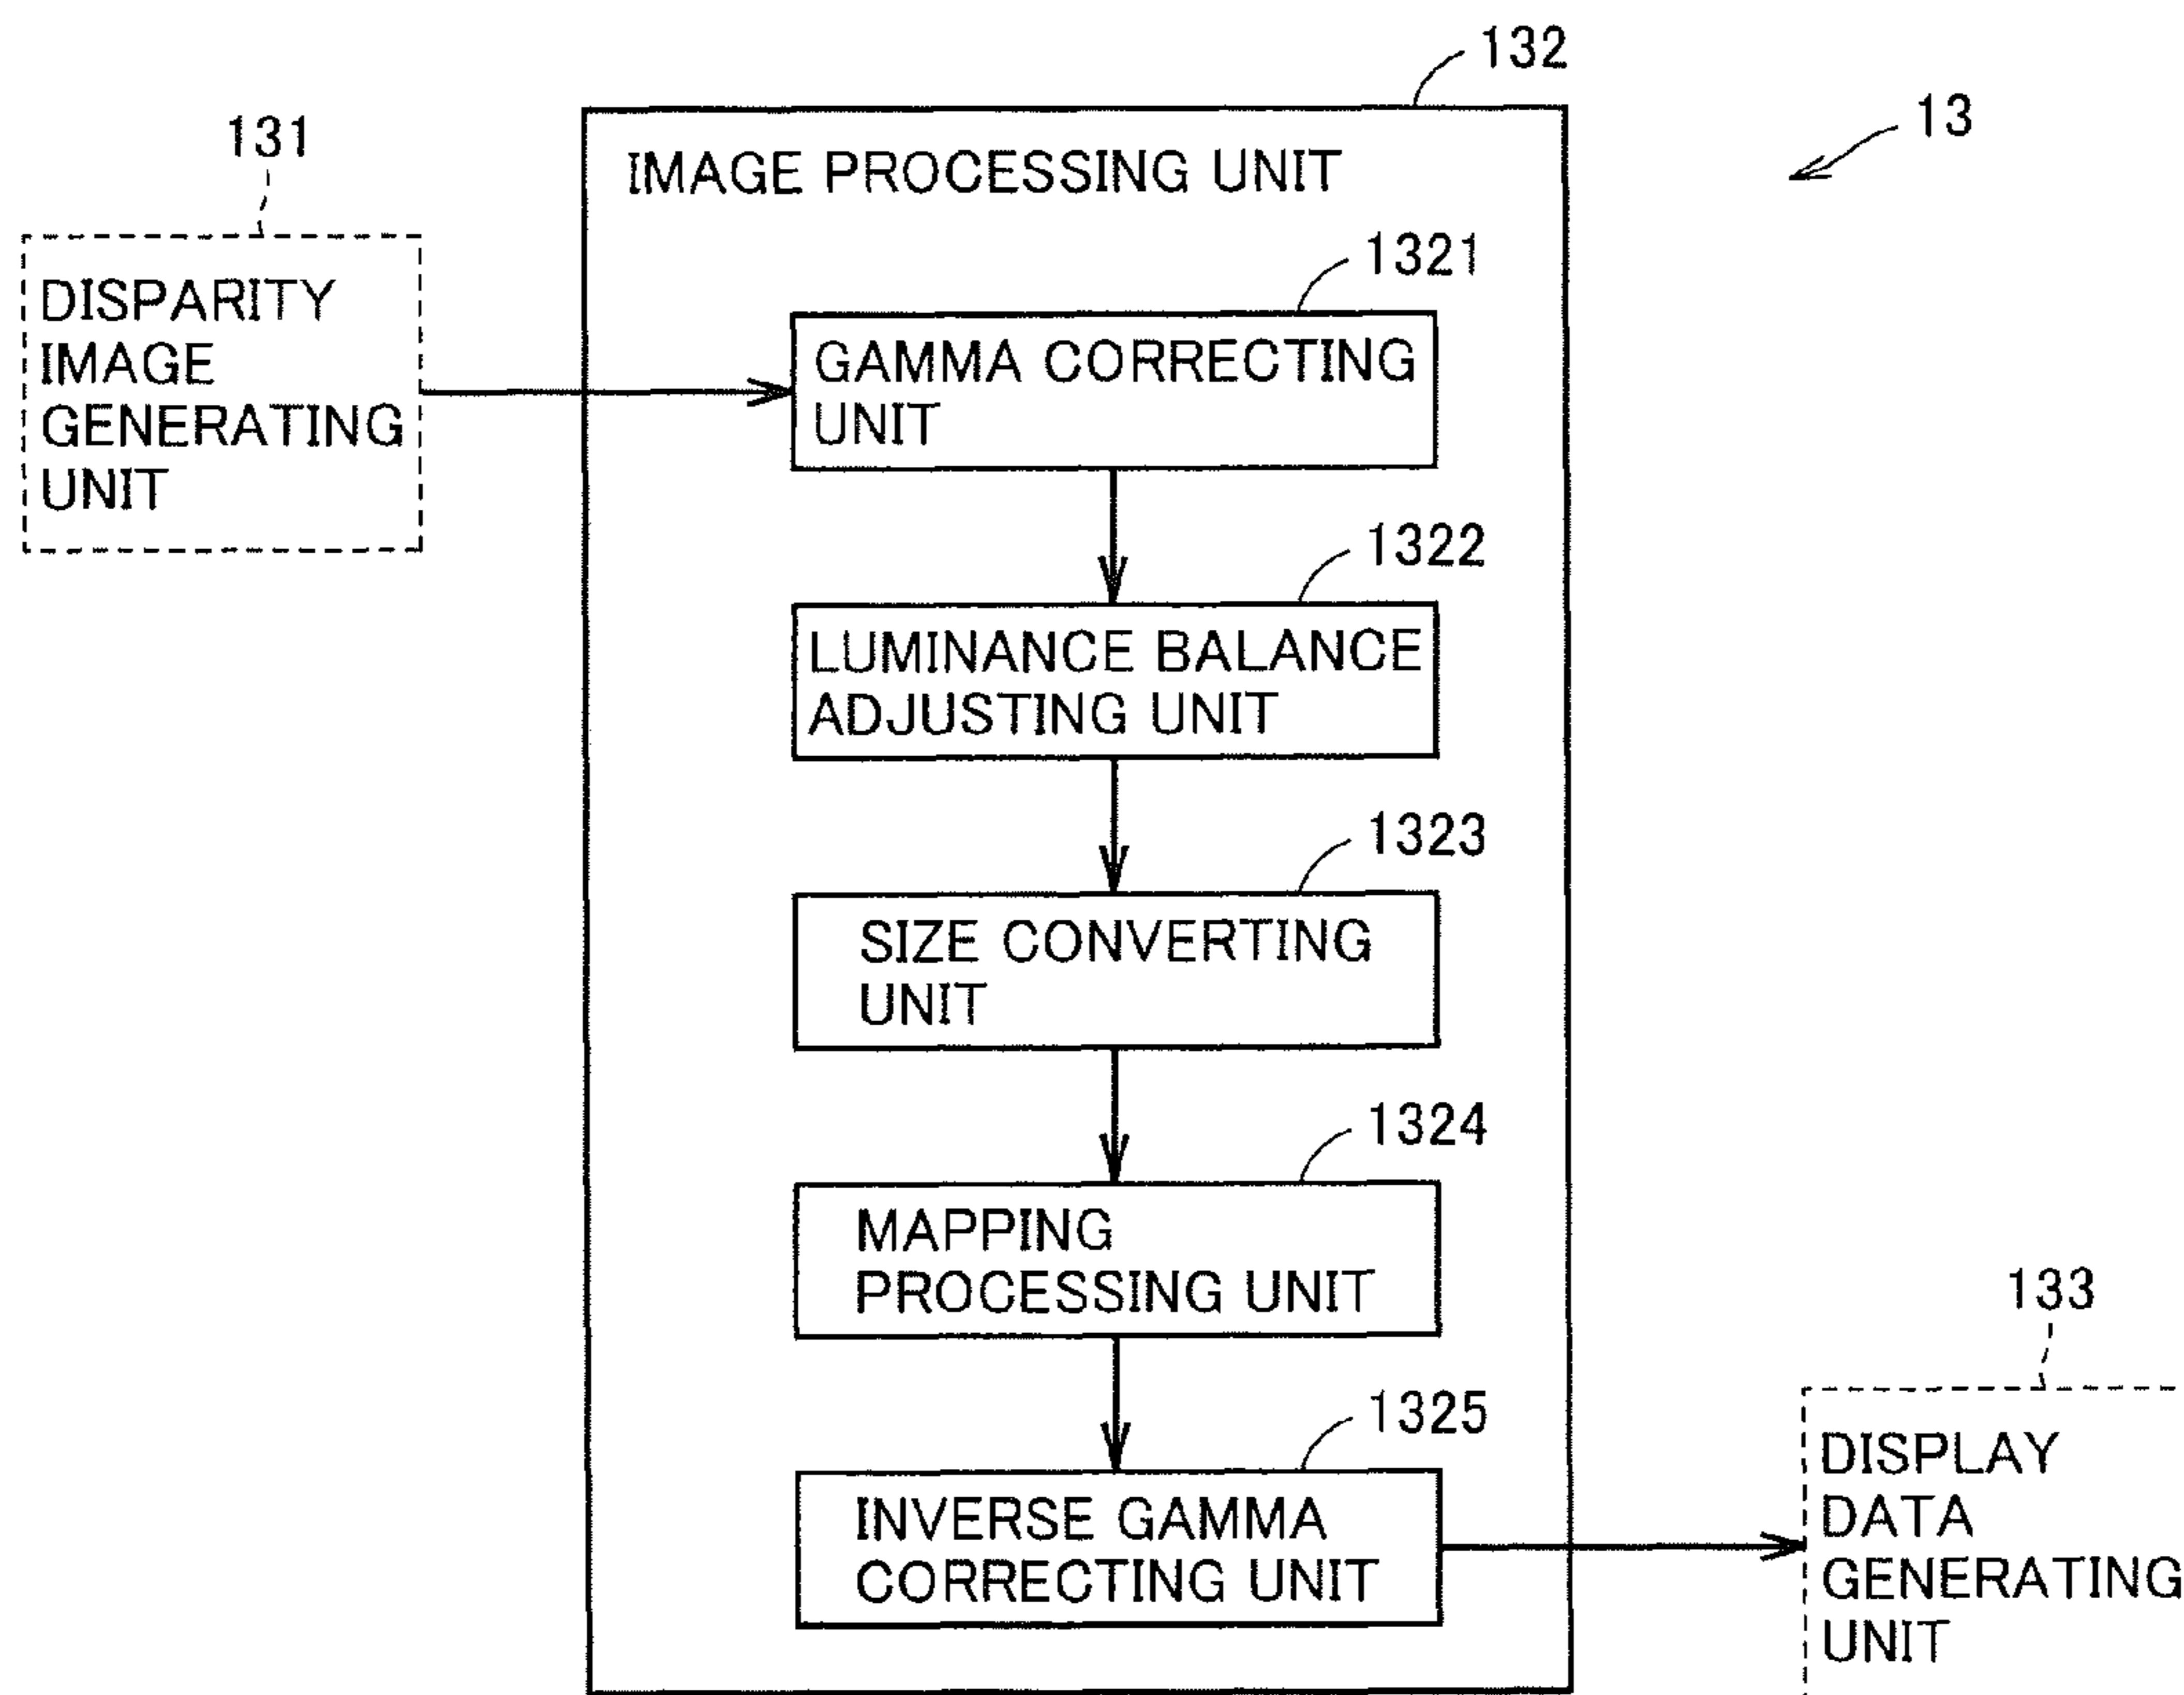 132
13
131
IMAGE PROCESSING UNIT
DISPARITY
IMAGE
GENERATING
UNIT
1321
GAMMA CORRECTING
UNIT
1322
LUMINANCE BALANCE
ADJUSTING UNIT
1323
SIZE CONVERTING
UNIT
1324
MAPPING
PROCESSING UNIT
1325
INVERSE GAMMA
CORRECTING UNIT
133
DISPLAY
DATA
GENERATING
UNIT